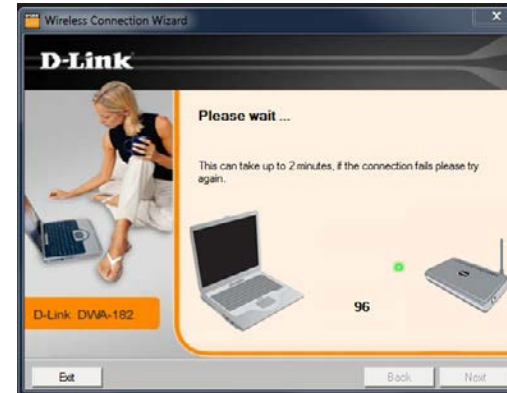 Wireless Connection Wizard
x
D-Link
Please wait ...
This can take up to 2 minutes, if the connection fails please try
again.
96
D-Link DWA-182
Exit
Back
Next